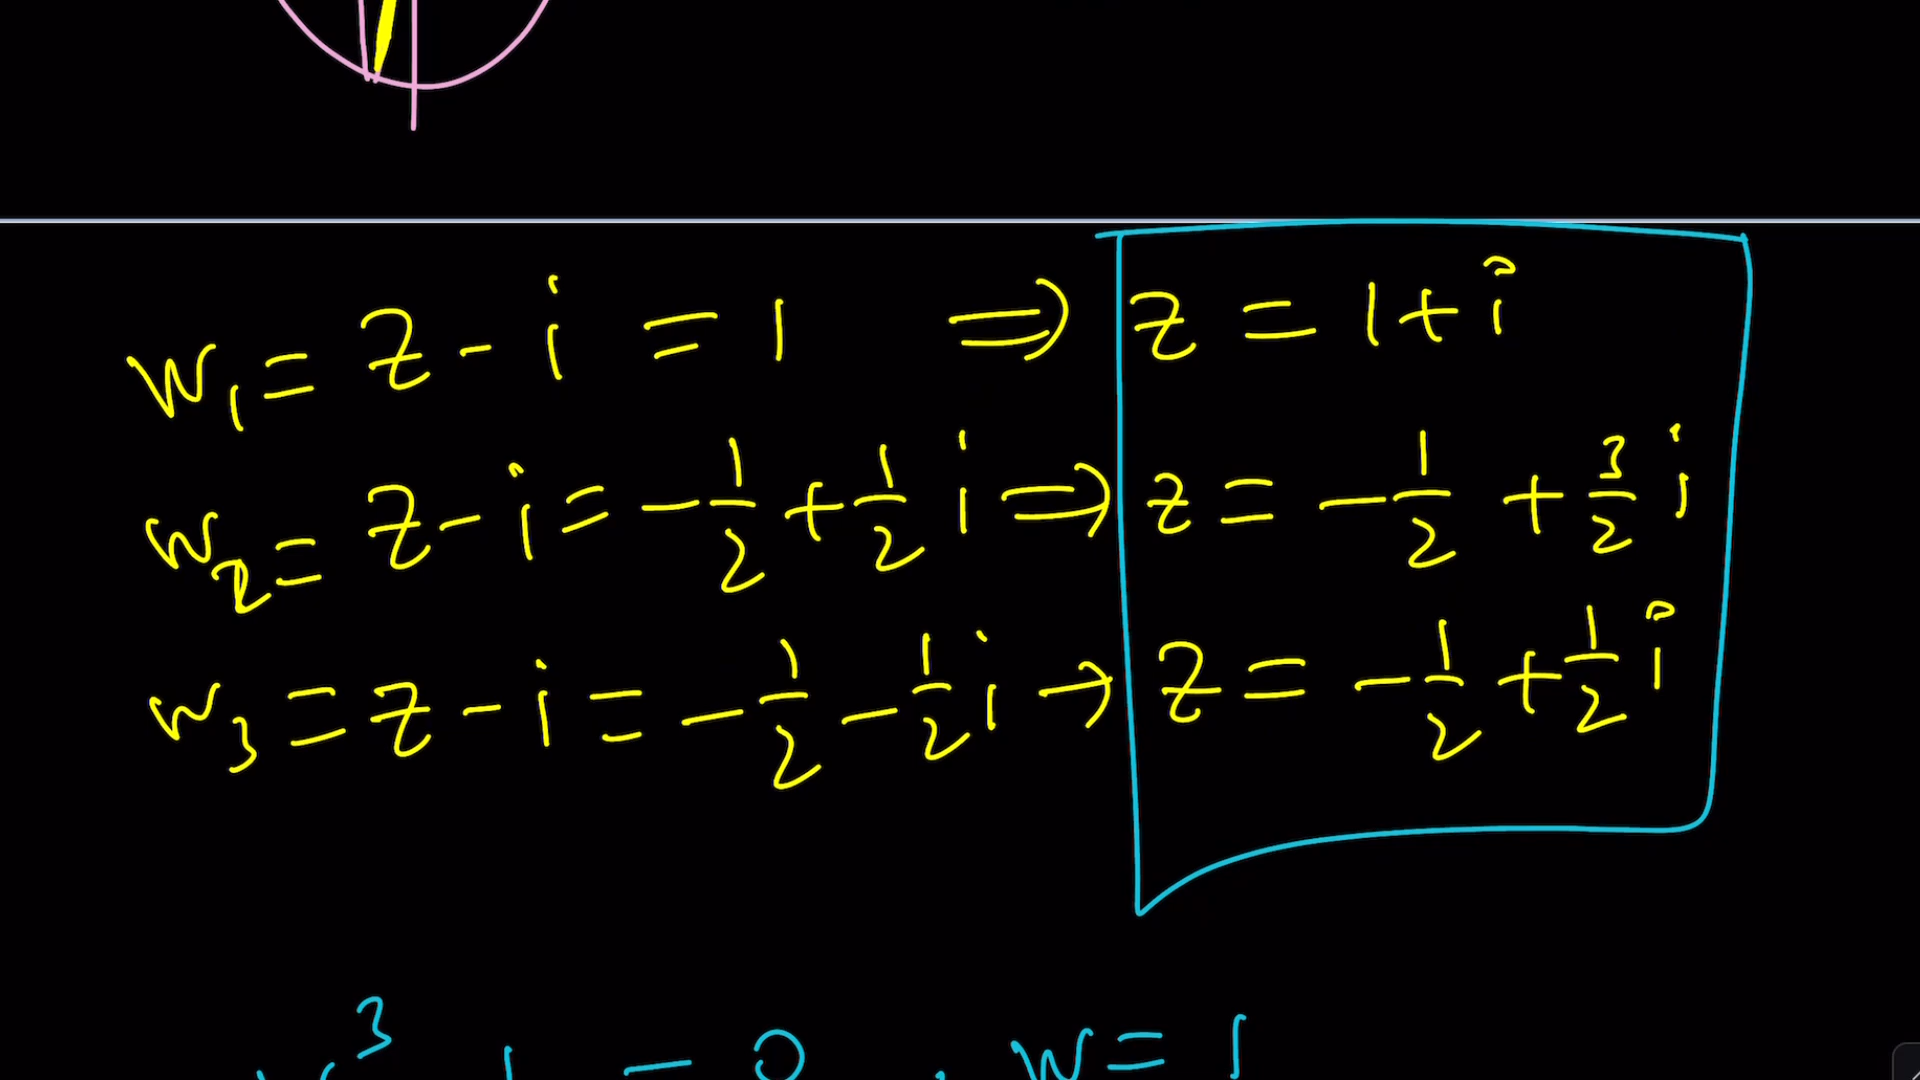 w₁ = z - i = 1 ⇒ z = 1 + i
w₂ = z - i = -1/2 + 1/2 i ⇒ z = -1/2 + 3/2 i
w₃ = z - i = -1/2 - 1/2 i → z = -1/2 + 1/2 i
w = 1